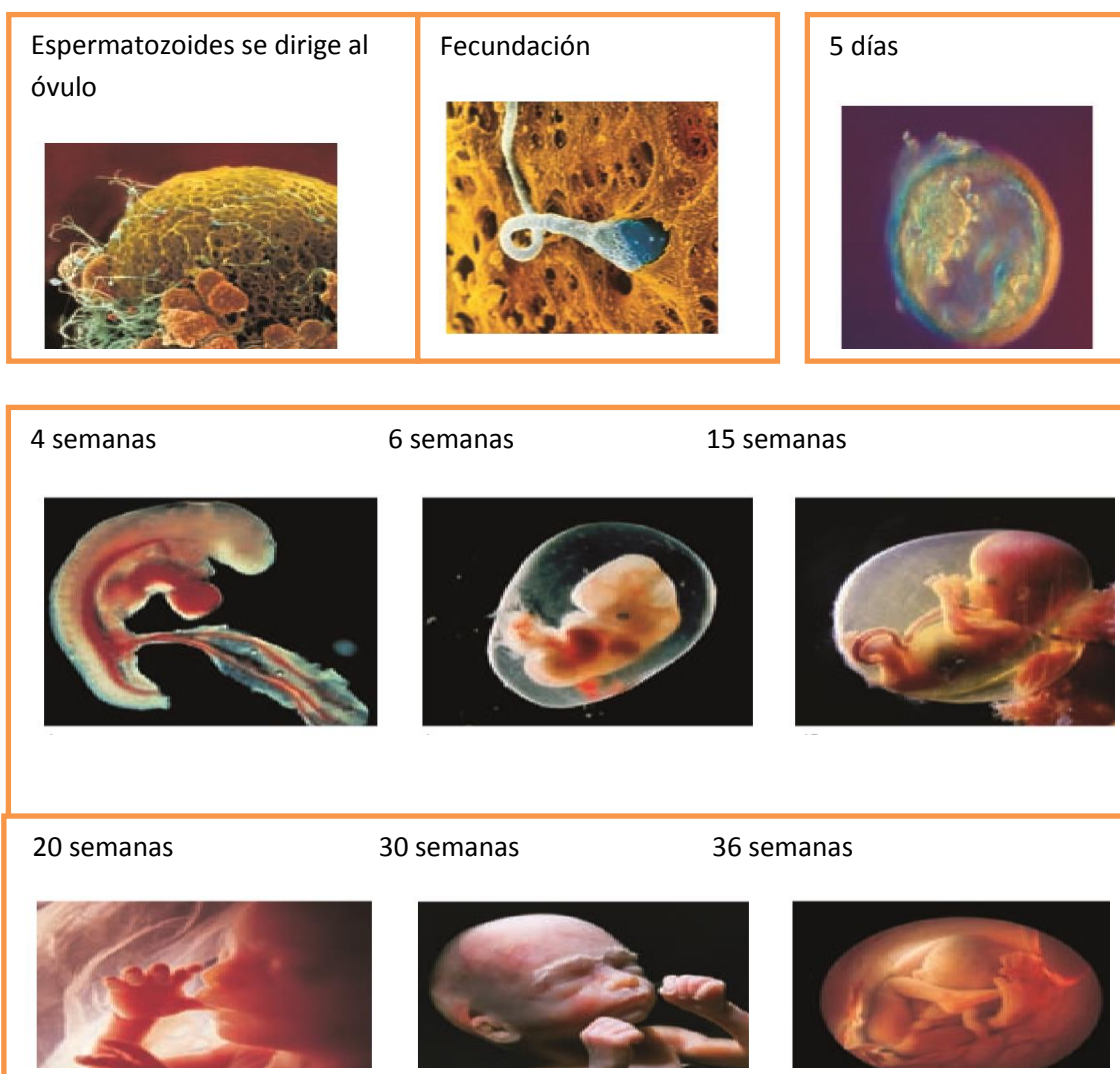 Espermatozoides se dirige al
óvulo
Fecundación
5 días
4 semanas
6 semanas
15 semanas
20 semanas
30 semanas
36 semanas